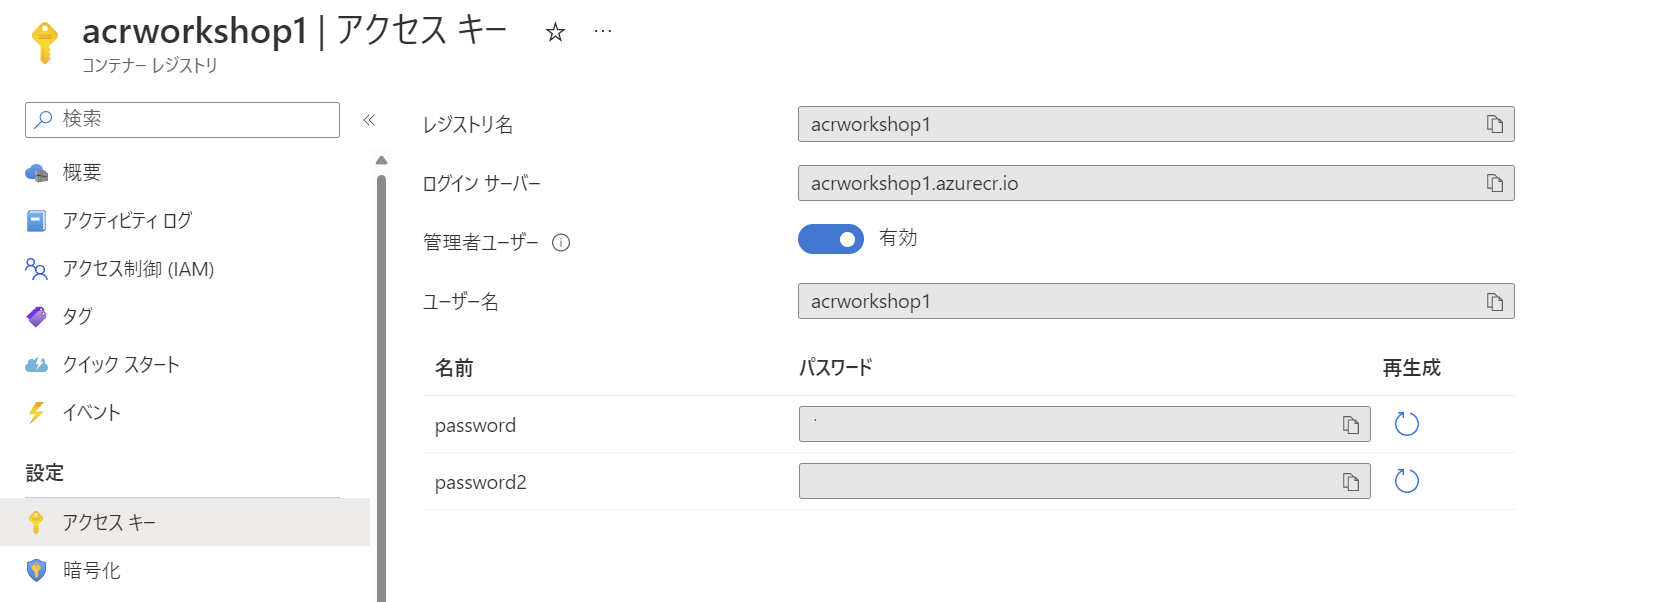 acrworkshop1 | アクセス キー
コンテナー レジストリ
検索
概要
アクティビティ ログ
アクセス制御 (IAM)
タグ
クイック スタート
イベント
設定
アクセス キー
暗号化
レジストリ名
acrworkshop1
ログイン サーバー
acrworkshop1.azurecr.io
管理者ユーザー
有効
ユーザー名
acrworkshop1
名前 パスワード 再生成
password
password2